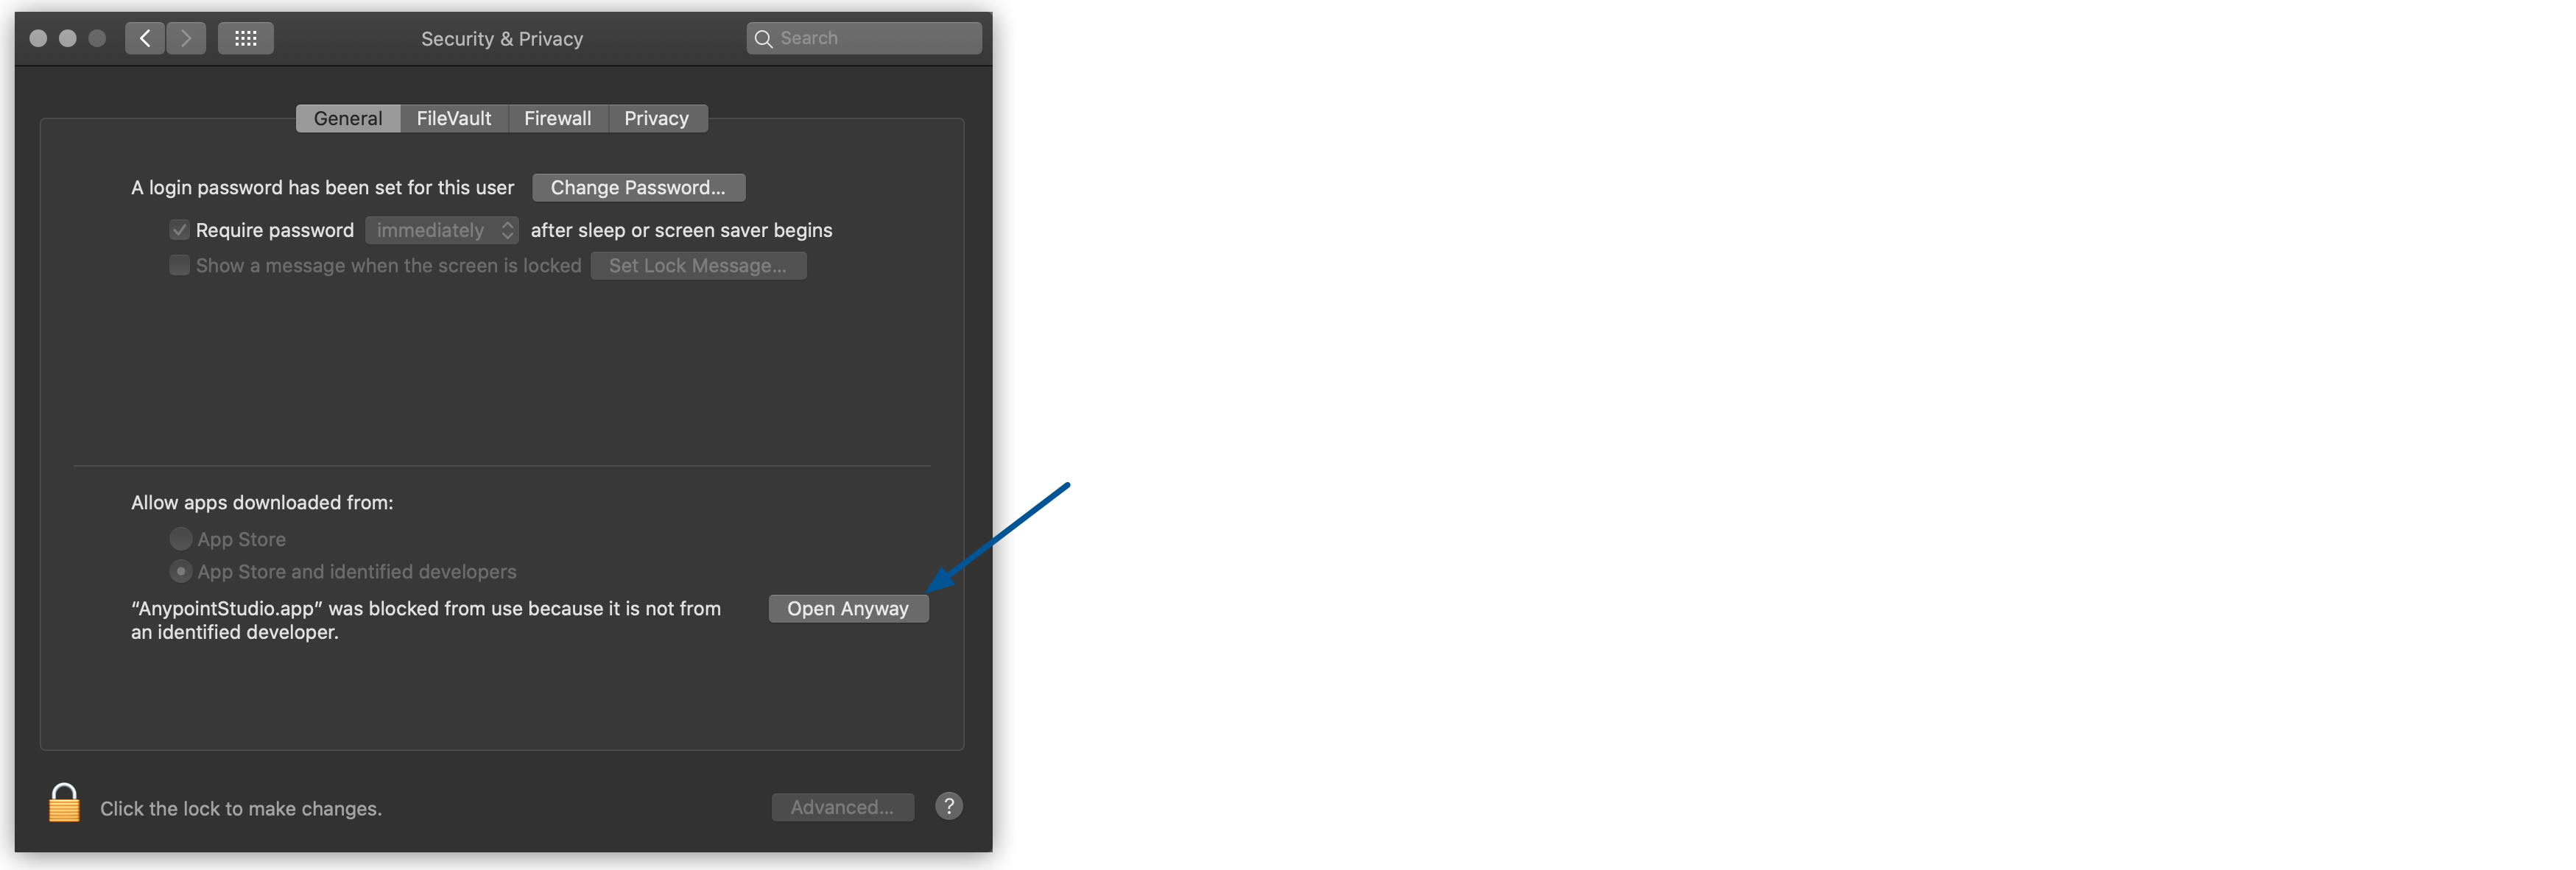 Security & Privacy
Search
General FileVault Firewall Privacy
A login password has been set for this user Change Password...
Require password immediately after sleep or screen saver begins
Show a message when the screen is locked Set Lock Message...
Allow apps downloaded from:
App Store
App Store and identified developers
“AnypointStudio.app” was blocked from use because it is not from Open Anyway
an identified developer.
Click the lock to make changes. Advanced... ?